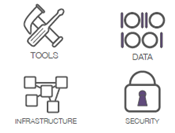 10110
1001
TOOLS
DATA
INFRASTRUCTURE
SECURITY